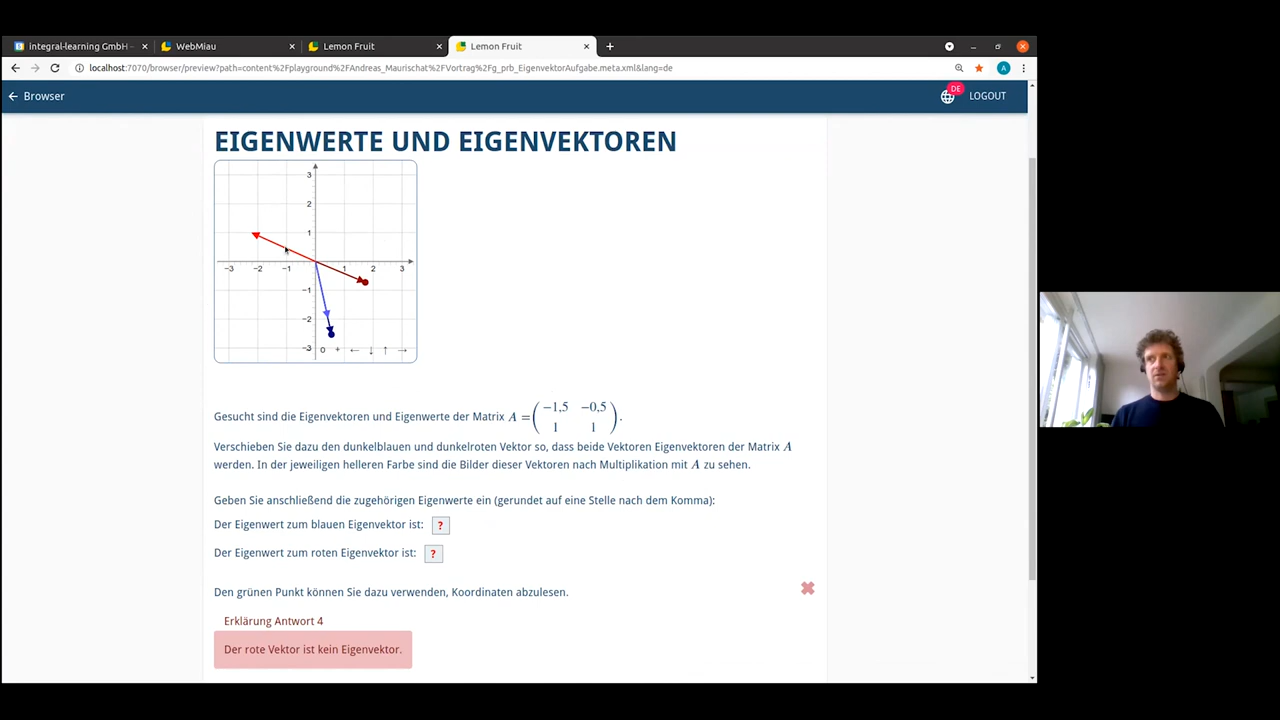 integral-learning GmbH -
WebMiau
Lemon Fruit
Lemon Fruit
localhost:7070/browser/preview?path=content%2Fplayground%2FAndreas_Maurischat%2FVortrag%2Fg_prb_EigenvektorAufgabe.meta.xml&lang=de
A
Browser
DE
LOGOUT
EIGENWERTE UND EIGENVEKTOREN
3
2
1
−3 −2 −1 1 2 3
−1
−2
−3 o + ← ↓ ↑ →
Gesucht sind die Eigenvektoren und Eigenwerte der Matrix A = ( −1,5 −0,5
1 1 ).
Verschieben Sie dazu den dunkelblauen und dunkelroten Vektor so, dass beide Vektoren Eigenvektoren der Matrix A
werden. In der jeweiligen helleren Farbe sind die Bilder dieser Vektoren nach Multiplikation mit A zu sehen.
Geben Sie anschließend die zugehörigen Eigenwerte ein (gerundet auf eine Stelle nach dem Komma):
Der Eigenwert zum blauen Eigenvektor ist: ?
Der Eigenwert zum roten Eigenvektor ist: ?
Den grünen Punkt können Sie dazu verwenden, Koordinaten abzulesen.
Erklärung Antwort 4
Der rote Vektor ist kein Eigenvektor.